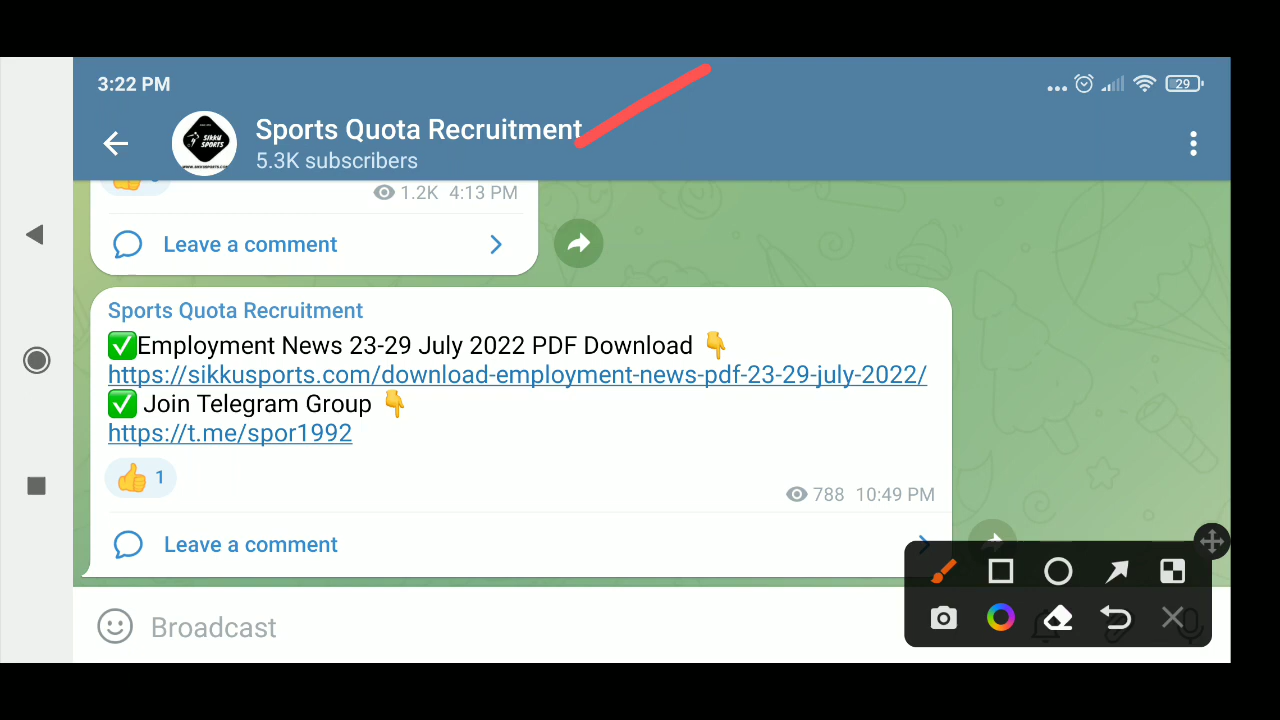 3:22 PM
29
Sports Quota Recruitment
5.3K subscribers
SIKKU
SPORTS
1.2K 4:13 PM
Leave a comment
Sports Quota Recruitment
✅Employment News 23-29 July 2022 PDF Download 👇
https://sikkusports.com/download-employment-news-pdf-23-29-july-2022/
✅ Join Telegram Group 👇
https://t.me/spor1992
👍 1
788 10:49 PM
Leave a comment
Broadcast